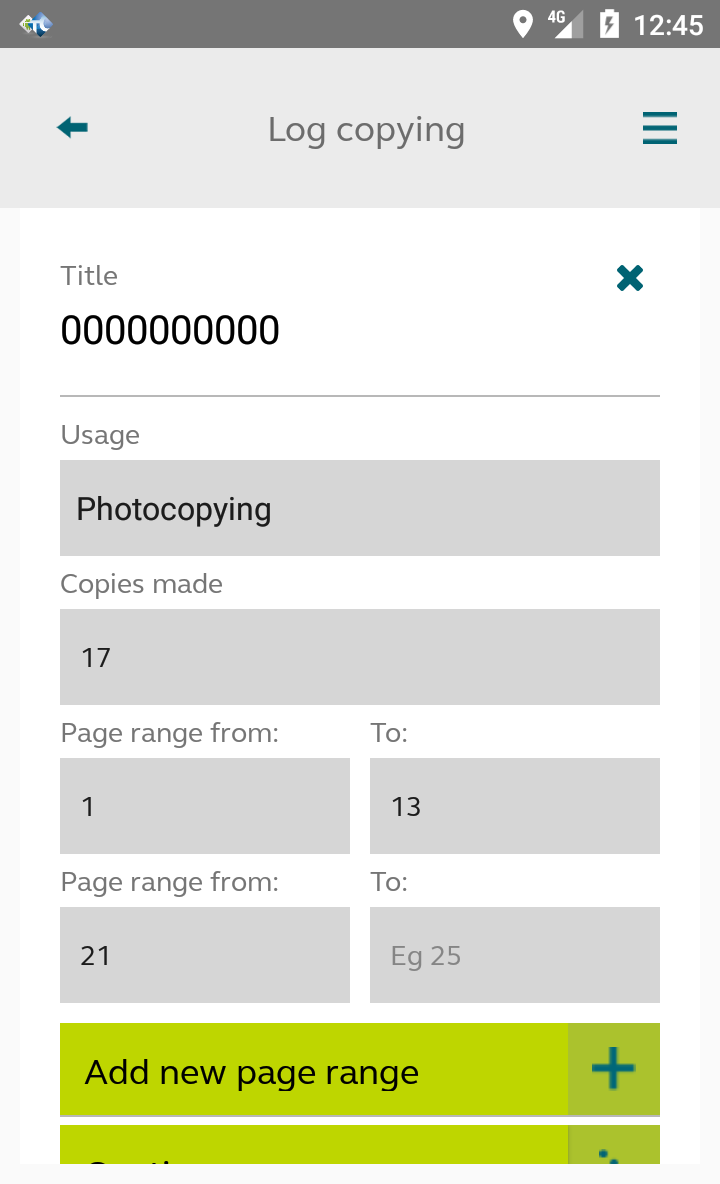 4G 12:45
Log copying
Title
0000000000
Usage
Photocopying
Copies made
17
Page range from: To:
1 13
Page range from: To:
21 Eg 25
Add new page range